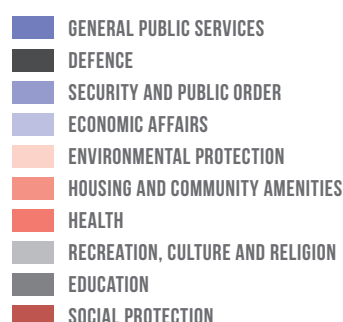 GENERAL PUBLIC SERVICES
DEFENCE
SECURITY AND PUBLIC ORDER
ECONOMIC AFFAIRS
ENVIRONMENTAL PROTECTION
HOUSING AND COMMUNITY AMENITIES
HEALTH
RECREATION, CULTURE AND RELIGION
EDUCATION
SOCIAL PROTECTION